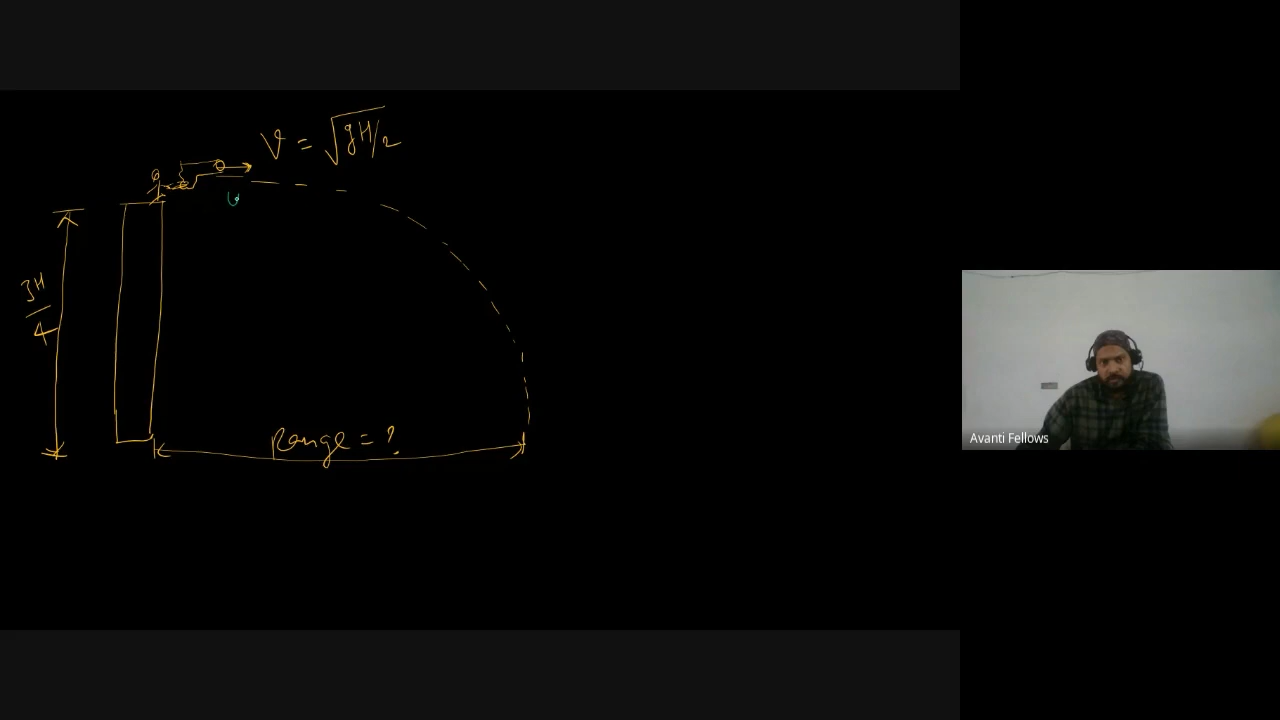 V = √gH/2
3H/4
Range = ?
Avanti Fellows